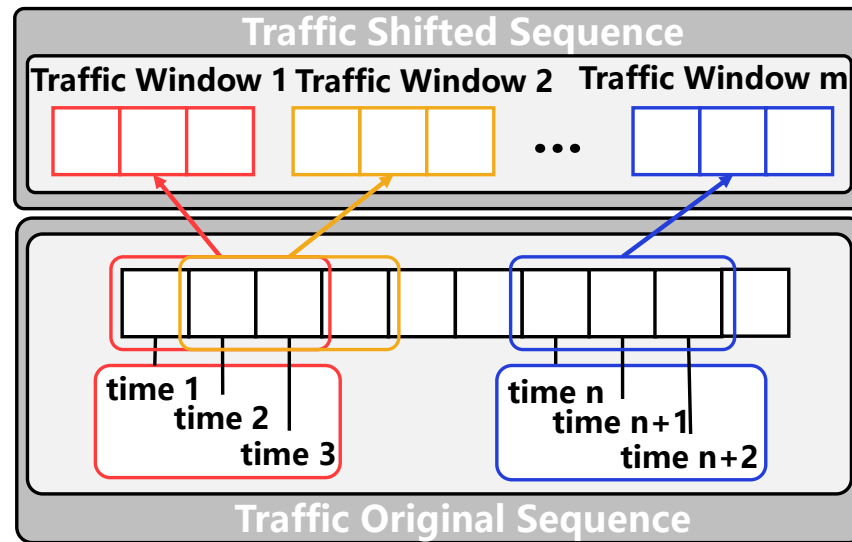 Traffic Shifted Sequence
Traffic Window 1 Traffic Window 2 Traffic Window m
...
time 1
time 2
time 3
time n
time n+1
time n+2
Traffic Original Sequence